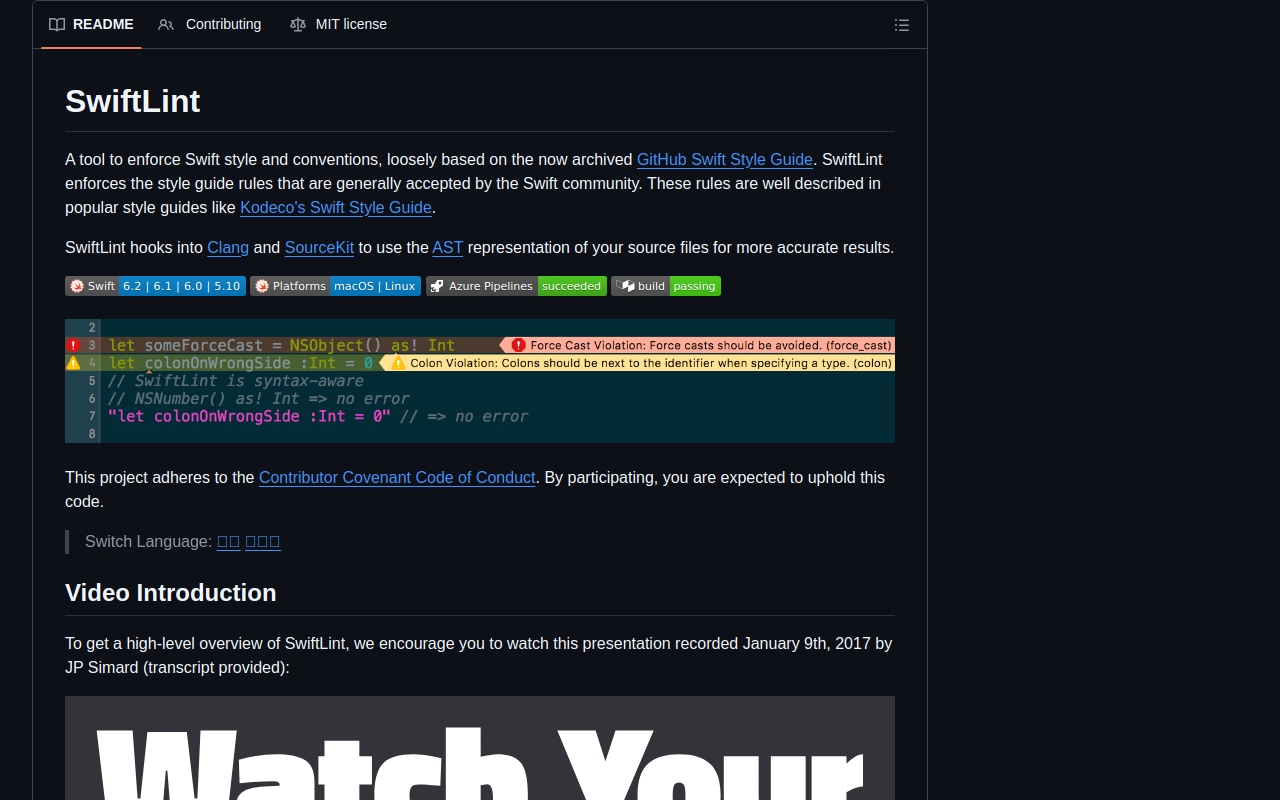 README Contributing MIT license
SwiftLint
A tool to enforce Swift style and conventions, loosely based on the now archived GitHub Swift Style Guide. SwiftLint
enforces the style guide rules that are generally accepted by the Swift community. These rules are well described in
popular style guides like Kodeco's Swift Style Guide.
SwiftLint hooks into Clang and SourceKit to use the AST representation of your source files for more accurate results.
Swift 6.2 | 6.1 | 6.0 | 5.10 Platforms macOS | Linux Azure Pipelines succeeded build passing
2
3 let someForceCast = NSObject() as! Int Force Cast Violation: Force casts should be avoided. (force_cast)
4 let colonOnWrongSide :Int = 0 Colon Violation: Colons should be next to the identifier when specifying a type. (colon)
5 // SwiftLint is syntax-aware
6 // NSNumber() as! Int => no error
7 "let colonOnWrongSide :Int = 0" // => no error
8
This project adheres to the Contributor Covenant Code of Conduct. By participating, you are expected to uphold this
code.
Switch Language:
Video Introduction
To get a high-level overview of SwiftLint, we encourage you to watch this presentation recorded January 9th, 2017 by
JP Simard (transcript provided):
Watch Your